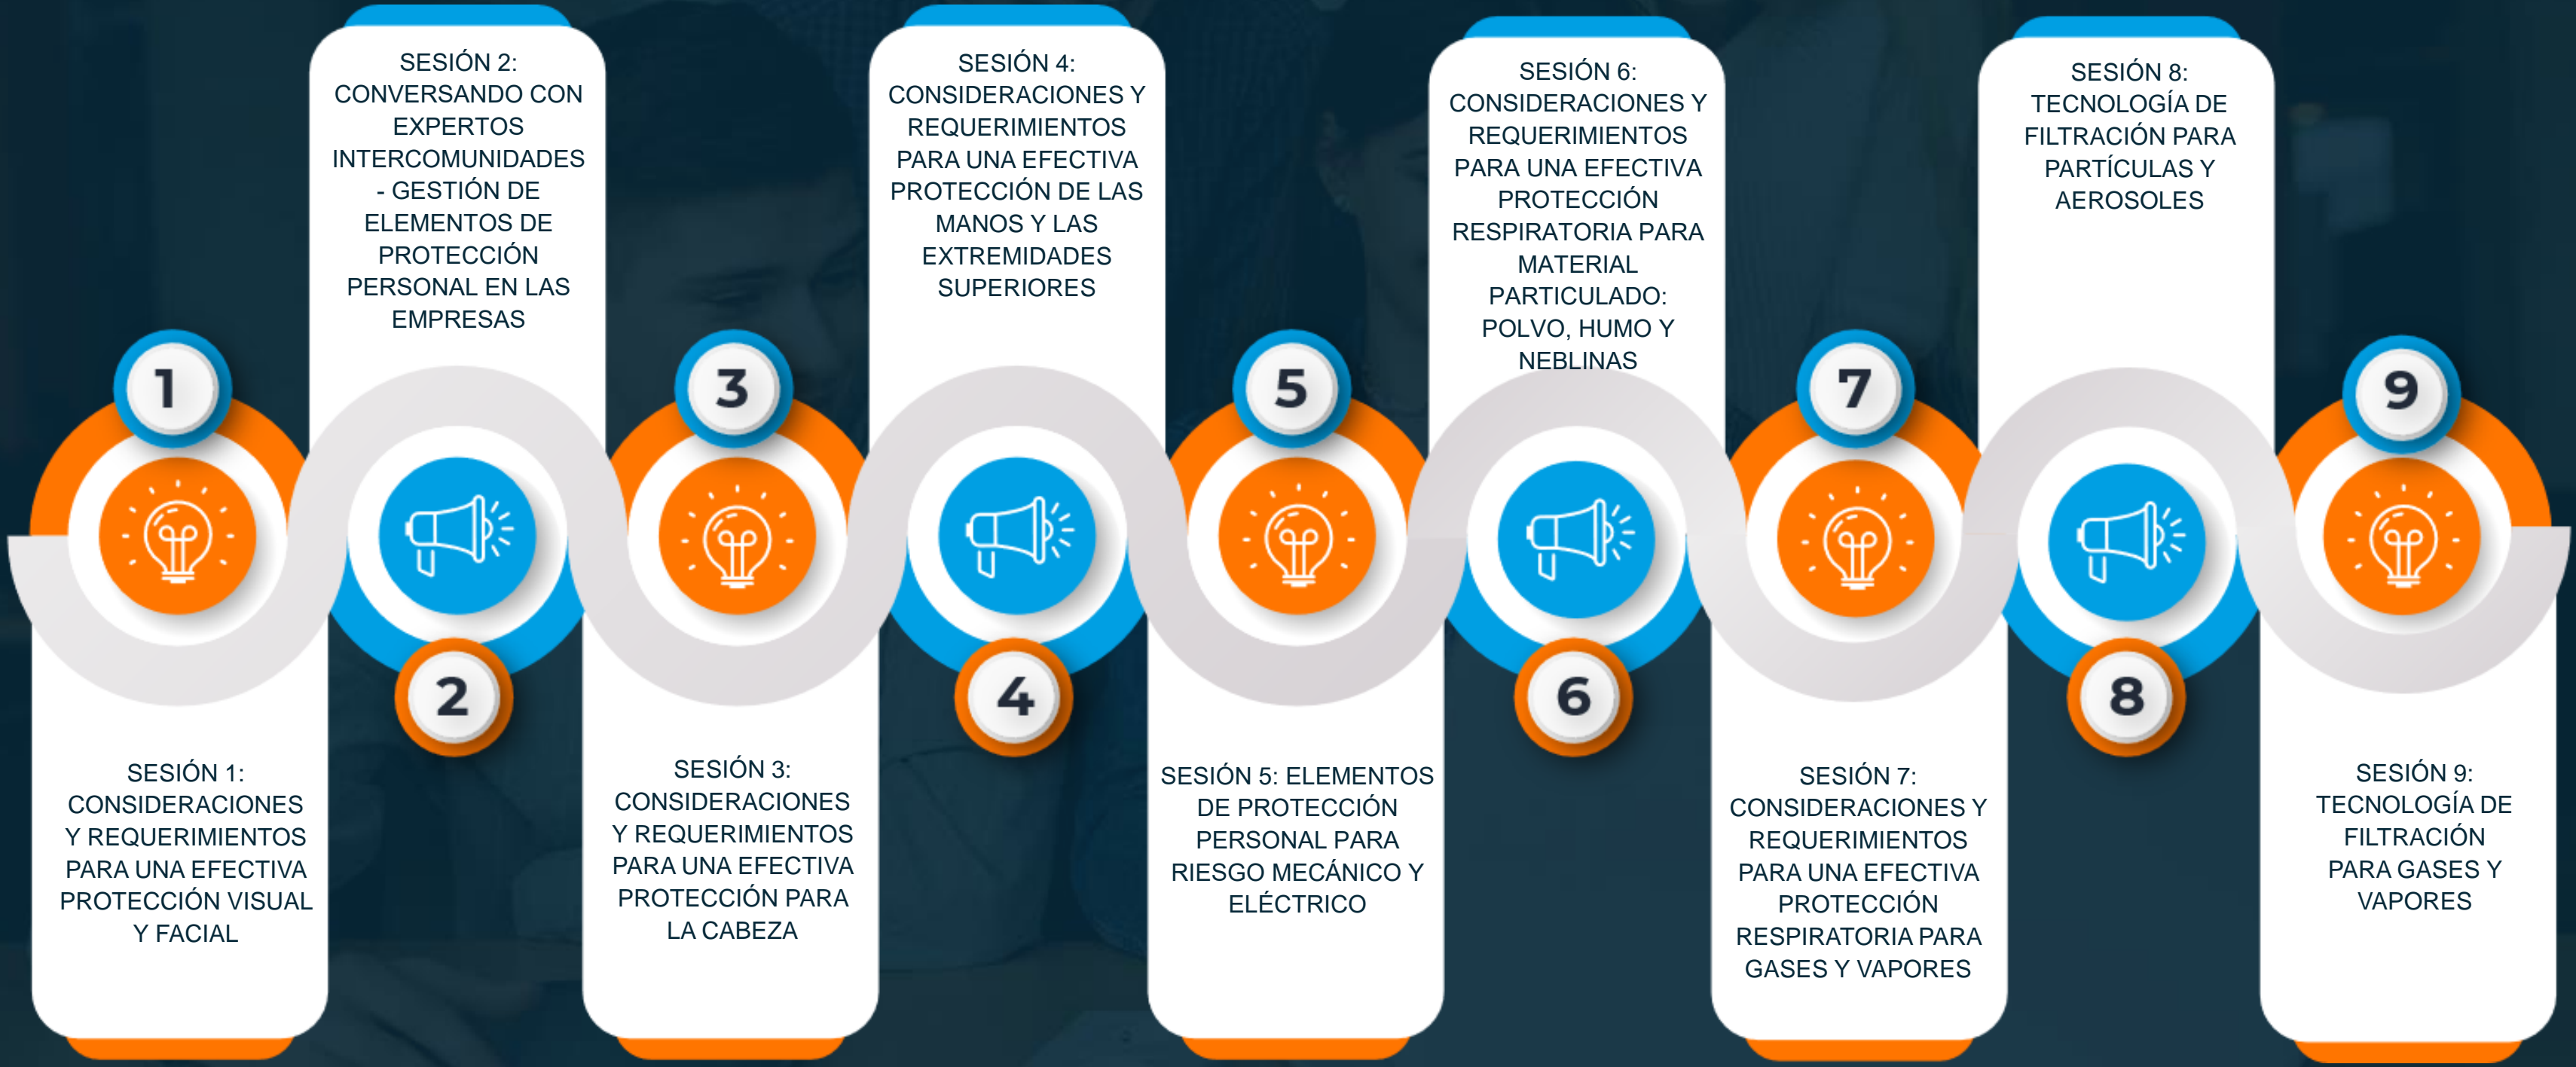 1
SESIÓN 1:
CONSIDERACIONES
Y REQUERIMIENTOS
PARA UNA EFECTIVA
PROTECCIÓN VISUAL
Y FACIAL
SESIÓN 2:
CONVERSANDO CON
EXPERTOS
INTERCOMUNIDADES
- GESTIÓN DE
ELEMENTOS DE
PROTECCIÓN
PERSONAL EN LAS
EMPRESAS
2
3
SESIÓN 3:
CONSIDERACIONES
Y REQUERIMIENTOS
PARA UNA EFECTIVA
PROTECCIÓN PARA
LA CABEZA
SESIÓN 4:
CONSIDERACIONES Y
REQUERIMIENTOS
PARA UNA EFECTIVA
PROTECCIÓN DE LAS
MANOS Y LAS
EXTREMIDADES
SUPERIORES
4
5
SESIÓN 5: ELEMENTOS
DE PROTECCIÓN
PERSONAL PARA
RIESGO MECÁNICO Y
ELÉCTRICO
SESIÓN 6:
CONSIDERACIONES Y
REQUERIMIENTOS
PARA UNA EFECTIVA
PROTECCIÓN
RESPIRATORIA PARA
MATERIAL
PARTICULADO:
POLVO, HUMO Y
NEBLINAS
6
7
SESIÓN 7:
CONSIDERACIONES Y
REQUERIMIENTOS
PARA UNA EFECTIVA
PROTECCIÓN
RESPIRATORIA PARA
GASES Y VAPORES
SESIÓN 8:
TECNOLOGÍA DE
FILTRACIÓN PARA
PARTÍCULAS Y
AEROSOLES
8
9
SESIÓN 9:
TECNOLOGÍA DE
FILTRACIÓN
PARA GASES Y
VAPORES